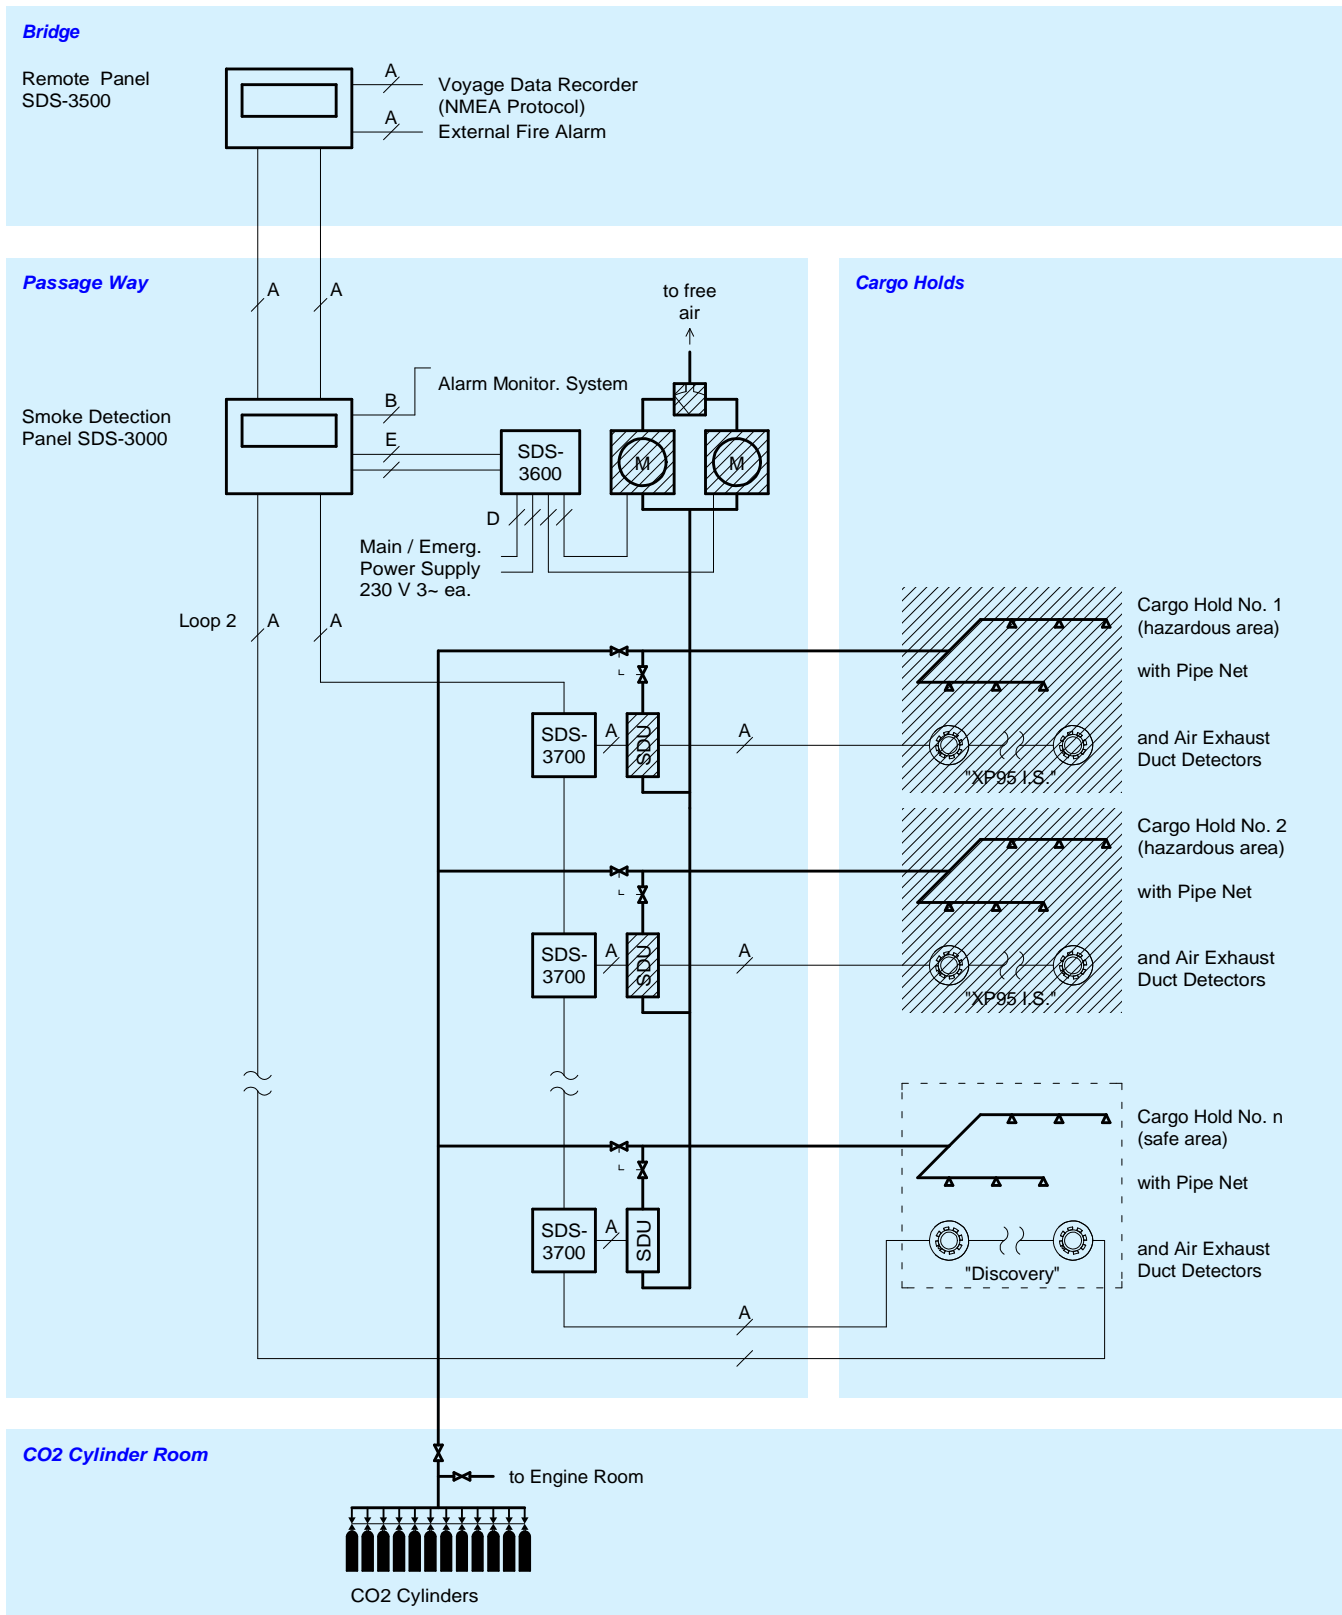 Bridge
Remote Panel
SDS-3500
A
Voyage Data Recorder
(NMEA Protocol)
A
External Fire Alarm
Passage Way
A
A
to free
air
Cargo Holds
Smoke Detection
Panel SDS-3000
B
Alarm Monitor. System
E
SDS-
3600
M
M
D
Main / Emerg.
Power Supply
230 V 3~ ea.
Loop 2
A
A
Cargo Hold No. 1
(hazardous area)
with Pipe Net
SDS-
3700
A
SDU
A
"XP95 I.S."
and Air Exhaust
Duct Detectors
Cargo Hold No. 2
(hazardous area)
with Pipe Net
SDS-
3700
A
SDU
A
"XP95 I.S."
and Air Exhaust
Duct Detectors
Cargo Hold No. n
(safe area)
with Pipe Net
SDS-
3700
A
SDU
"Discovery"
and Air Exhaust
Duct Detectors
A
CO2 Cylinder Room
to Engine Room
CO2 Cylinders